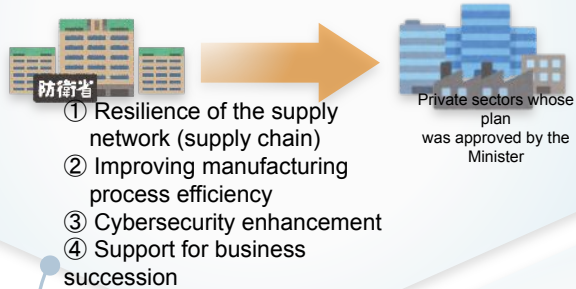 防衛省
① Resilience of the supply
network (supply chain)
② Improving manufacturing
process efficiency
③ Cybersecurity enhancement
④ Support for business
succession
Private sectors whose
plan
was approved by the
Minister